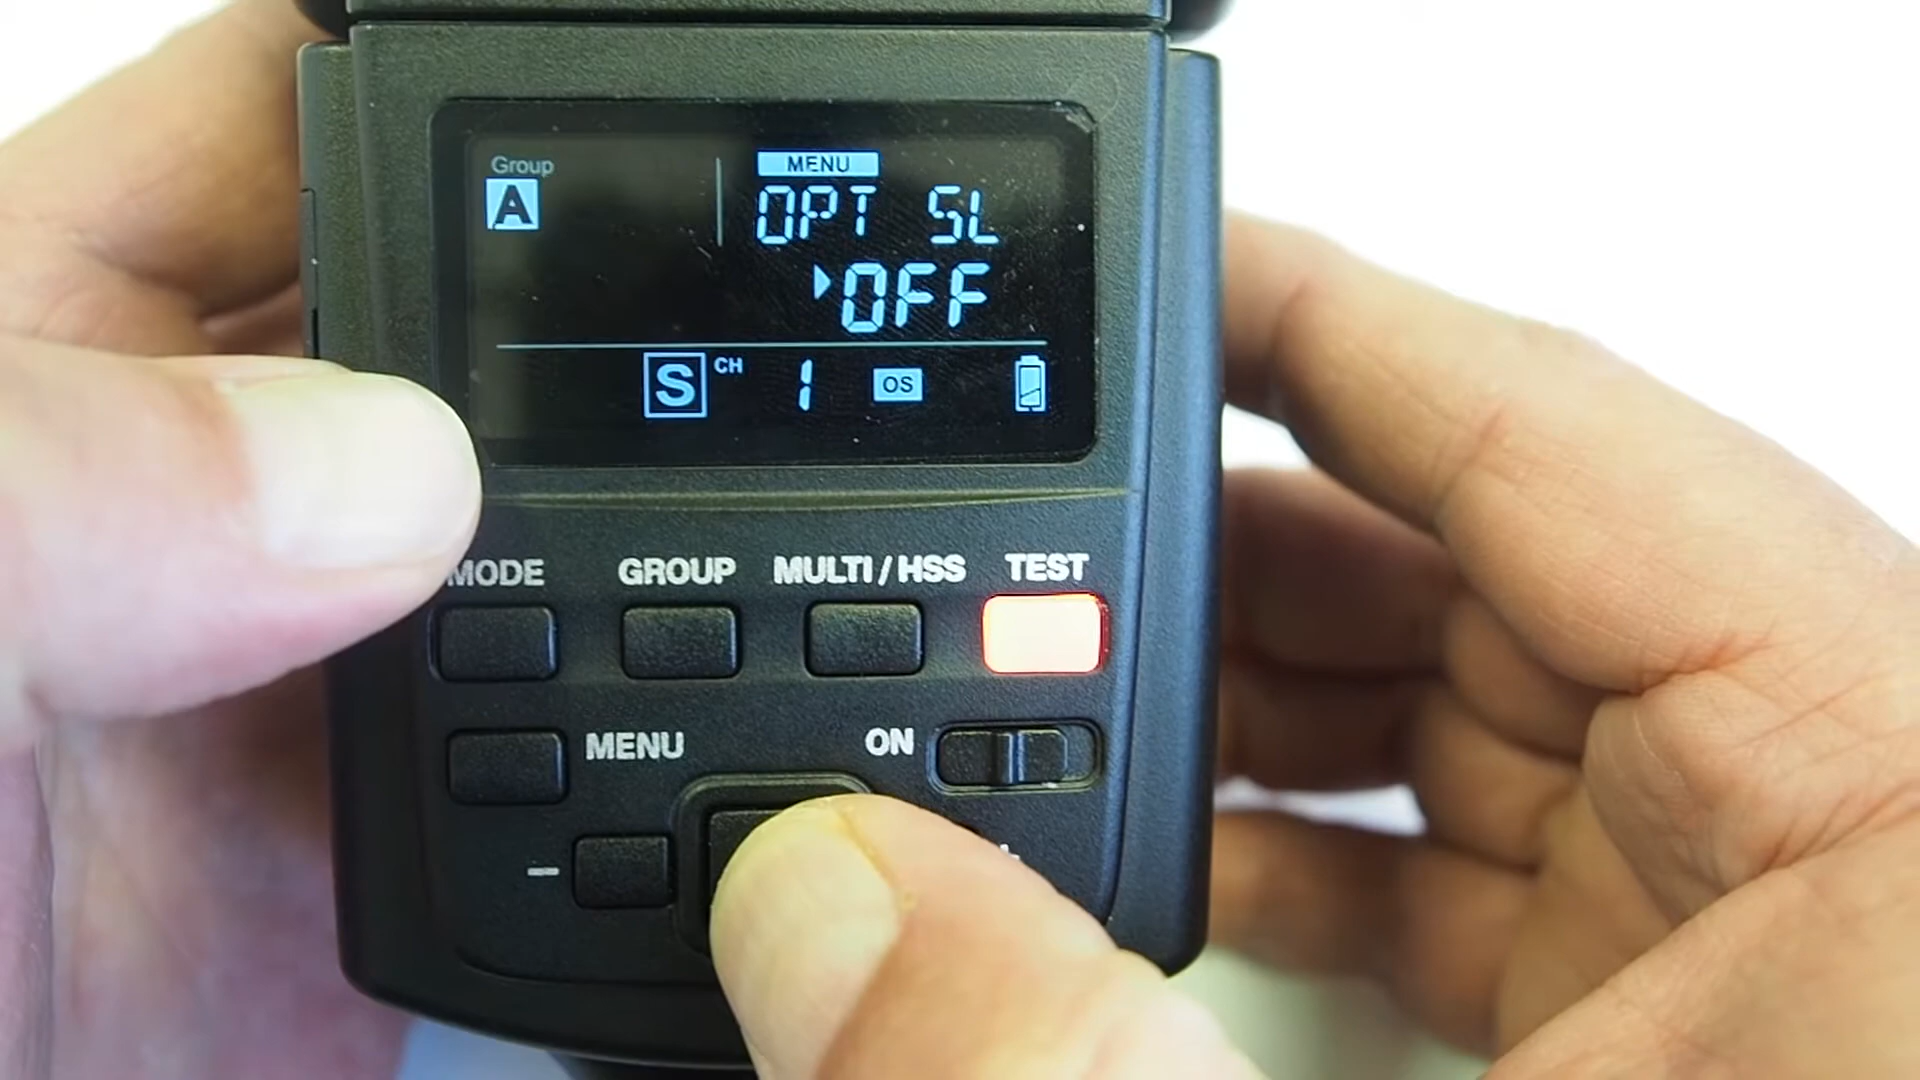 Group
MENU
A
OPT SL
OFF
S CH 1 OS
MODE GROUP MULTI/HSS TEST
MENU ON
-